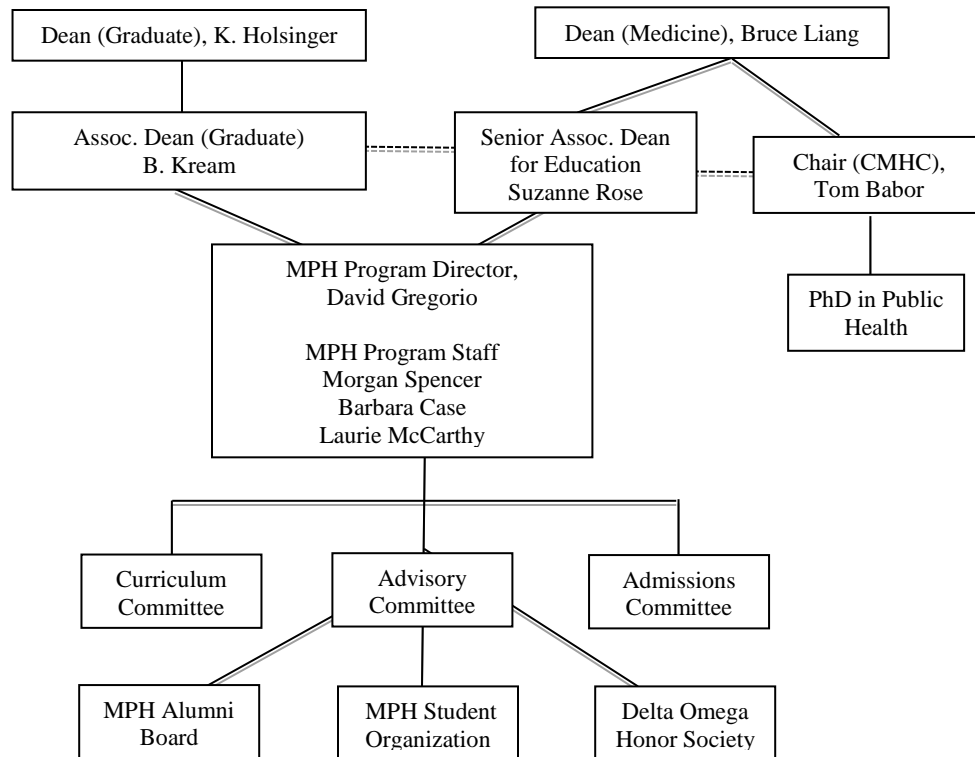 Dean (Graduate), K. Holsinger
Dean (Medicine), Bruce Liang
Assoc. Dean (Graduate)
B. Kream
Senior Assoc. Dean
for Education
Suzanne Rose
Chair (CMHC),
Tom Babor
MPH Program Director,
David Gregorio
MPH Program Staff
Morgan Spencer
Barbara Case
Laurie McCarthy
PhD in Public
Health
Curriculum
Committee
Advisory
Committee
Admissions
Committee
MPH Alumni
Board
MPH Student
Organization
Delta Omega
Honor Society